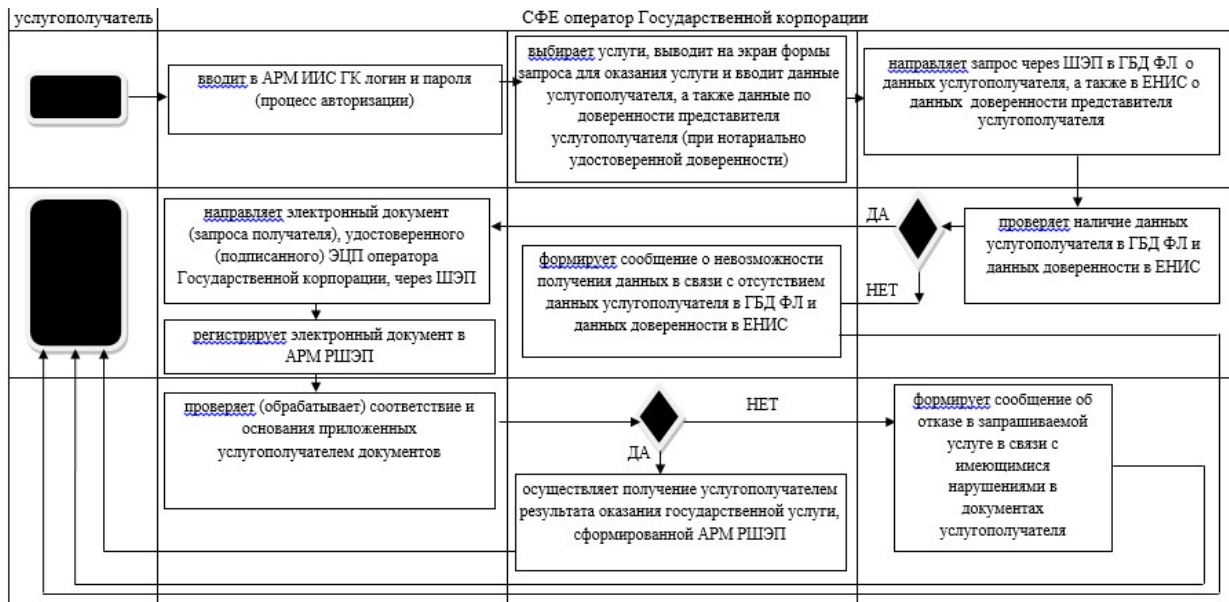 услугополучатель
СФЕ оператор Государственной корпорации
вводит в АРМ ИИС ГК логин и пароля
(процесс авторизации)
выбирает услуги, выводит на экран формы
запроса для оказания услуги и вводит данные
услугополучателя, а также данные по
доверенности представителя
услугополучателя (при нотариально
удостоверенной доверенности)
направляет запрос через ШЭП в ГБД ФЛ о
данных услугополучателя, а также в ЕНИС о
данных доверенности представителя
услугополучателя
направляет электронный документ
(запроса получателя), удостоверенного
(подписанного) ЭЦП оператора
Государственной корпорации, через ШЭП
формирует сообщение о невозможности
получения данных в связи с отсутствием
данных услугополучателя в ГБД ФЛ и
данных доверенности в ЕНИС
ДА
НЕТ
проверяет наличие данных
услугополучателя в ГБД ФЛ и
данных доверенности в ЕНИС
регистрирует электронный документ в
АРМ РШЭП
проверяет (обрабатывает) соответствие и
основания приложенных
услугополучателем документов
НЕТ
ДА
осуществляет получение услугополучателем
результата оказания государственной услуги,
сформированной АРМ РШЭП
формирует сообщение об
отказе в запрашиваемой
услуге в связи с
имеющимися
нарушениями в
документах
услугополучателя